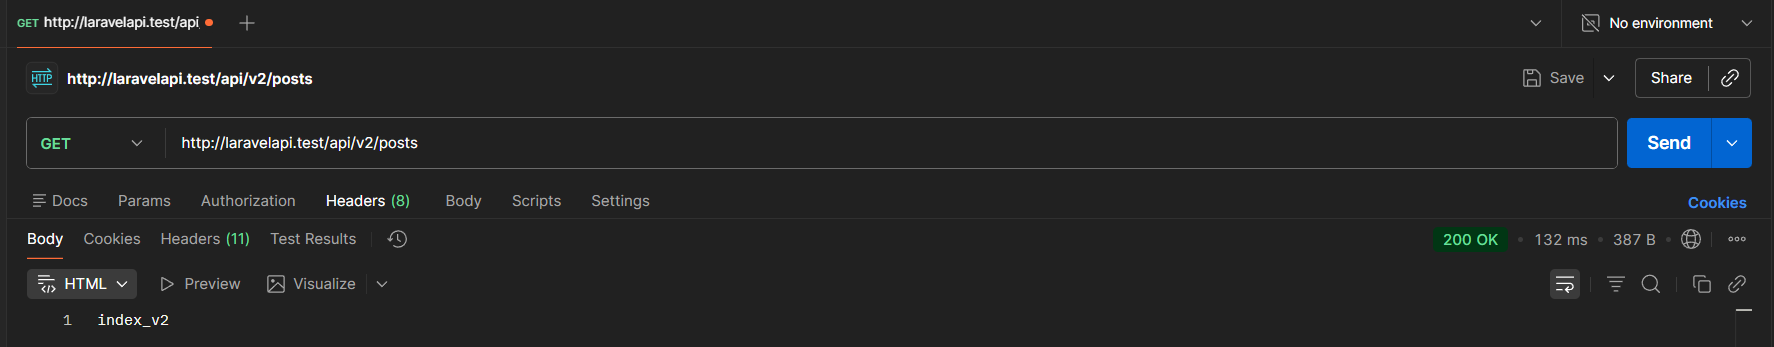 GET http://laravelapi.test/api No environment
HTTP http://laravelapi.test/api/v2/posts Save Share
GET http://laravelapi.test/api/v2/posts Send
Docs Params Authorization Headers (8) Body Scripts Settings Cookies
Body Cookies Headers (11) Test Results 200 OK • 132 ms • 387 B •
HTML Preview Visualize
1 index_v2